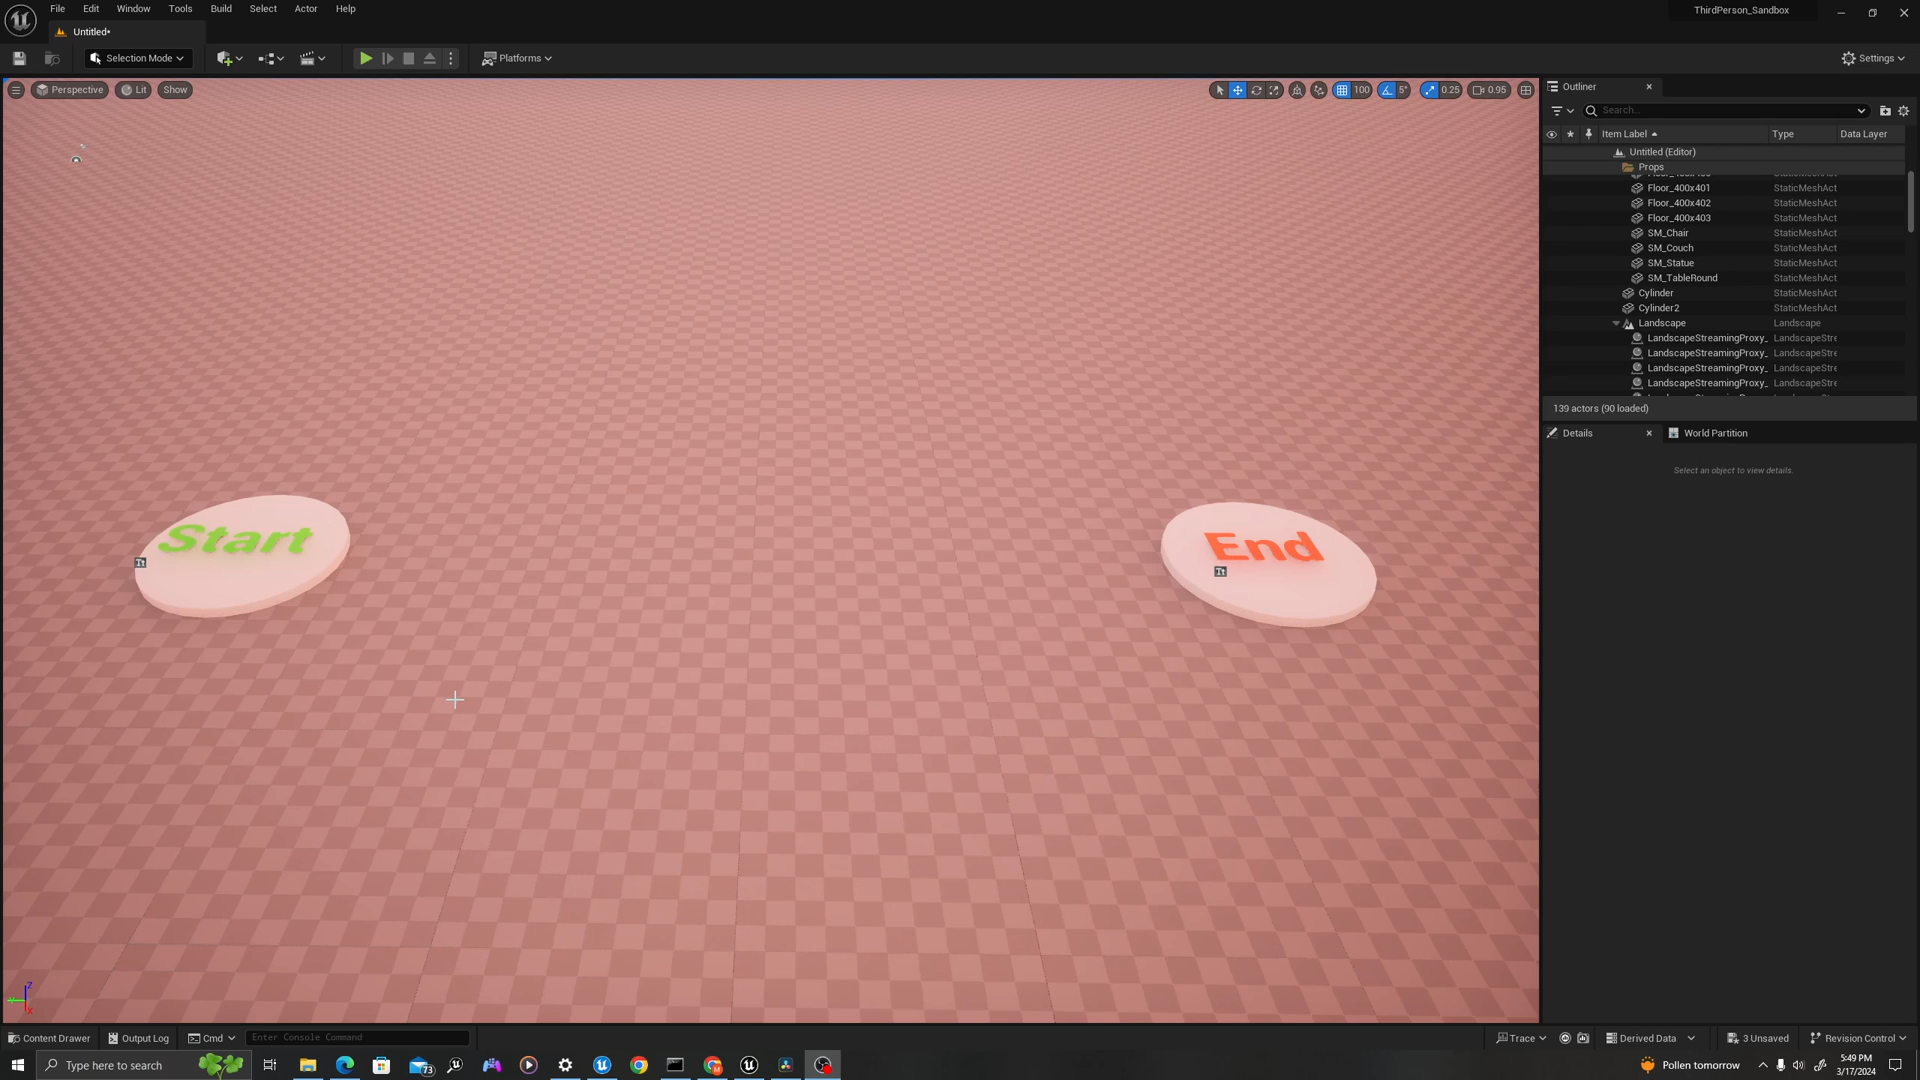 File Edit Window Tools Build Select Actor Help
ThirdPerson_Sandbox
Untitled*
Selection Mode
Platforms
Settings
Perspective Lit Show
100 5° 0.25 0.95
Outliner
Search...
Item Label Type Data Layer
Untitled (Editor)
Props
Floor_400x401 StaticMeshAct
Floor_400x402 StaticMeshAct
Floor_400x403 StaticMeshAct
SM_Chair StaticMeshAct
SM_Couch StaticMeshAct
SM_Statue StaticMeshAct
SM_TableRound StaticMeshAct
Cylinder StaticMeshAct
Cylinder2 StaticMeshAct
Landscape Landscape
LandscapeStreamingProxy_ LandscapeStre
LandscapeStreamingProxy_ LandscapeStre
LandscapeStreamingProxy_ LandscapeStre
LandscapeStreamingProxy_ LandscapeStre
139 actors (90 loaded)
Details World Partition
Select an object to view details.
Start
Tt
End
Tt
z
x
Content Drawer Output Log Cmd Enter Console Command
Trace Derived Data 3 Unsaved Revision Control
Type here to search
73
Pollen tomorrow
5:49 PM
3/17/2024